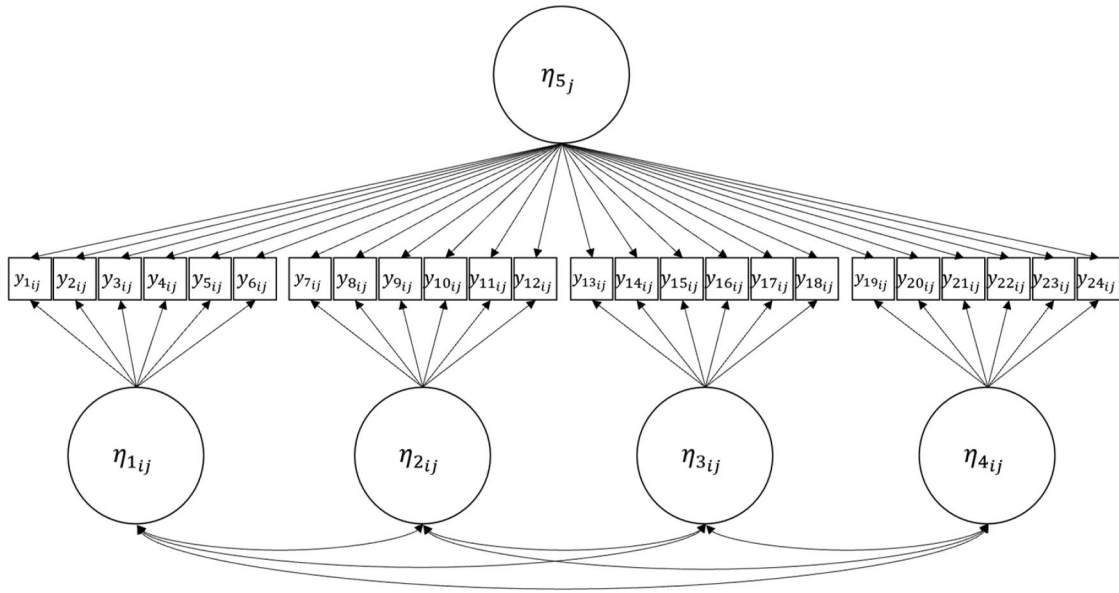 η5j
y1ij y2ij y3ij y4ij y5ij y6ij y7ij y8ij y9ij y10ij y11ij y12ij y13ij y14ij y15ij y16ij y17ij y18ij y19ij y20ij y21ij y22ij y23ij y24ij
η1ij η2ij η3ij η4ij